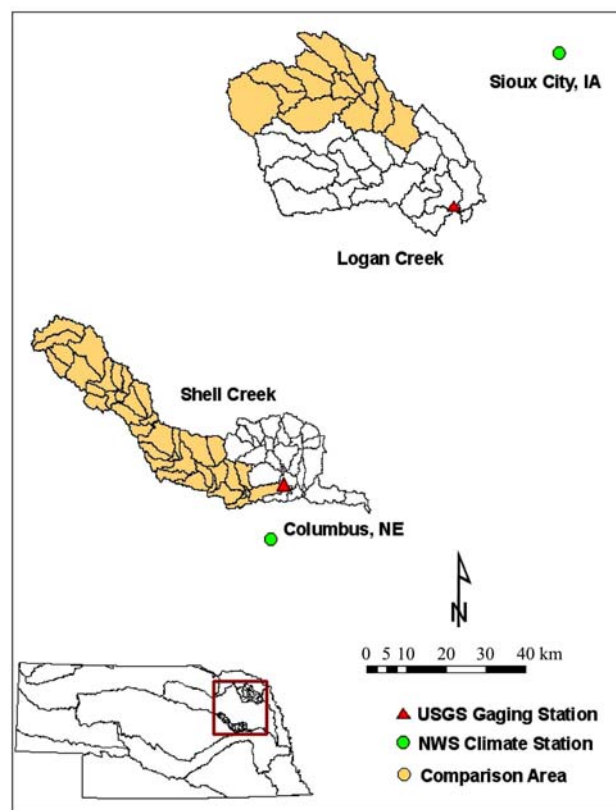 Sioux City, IA
Logan Creek
Shell Creek
Columbus, NE
N
0 5 10 20 30 40 km
USGS Gaging Station
NWS Climate Station
Comparison Area